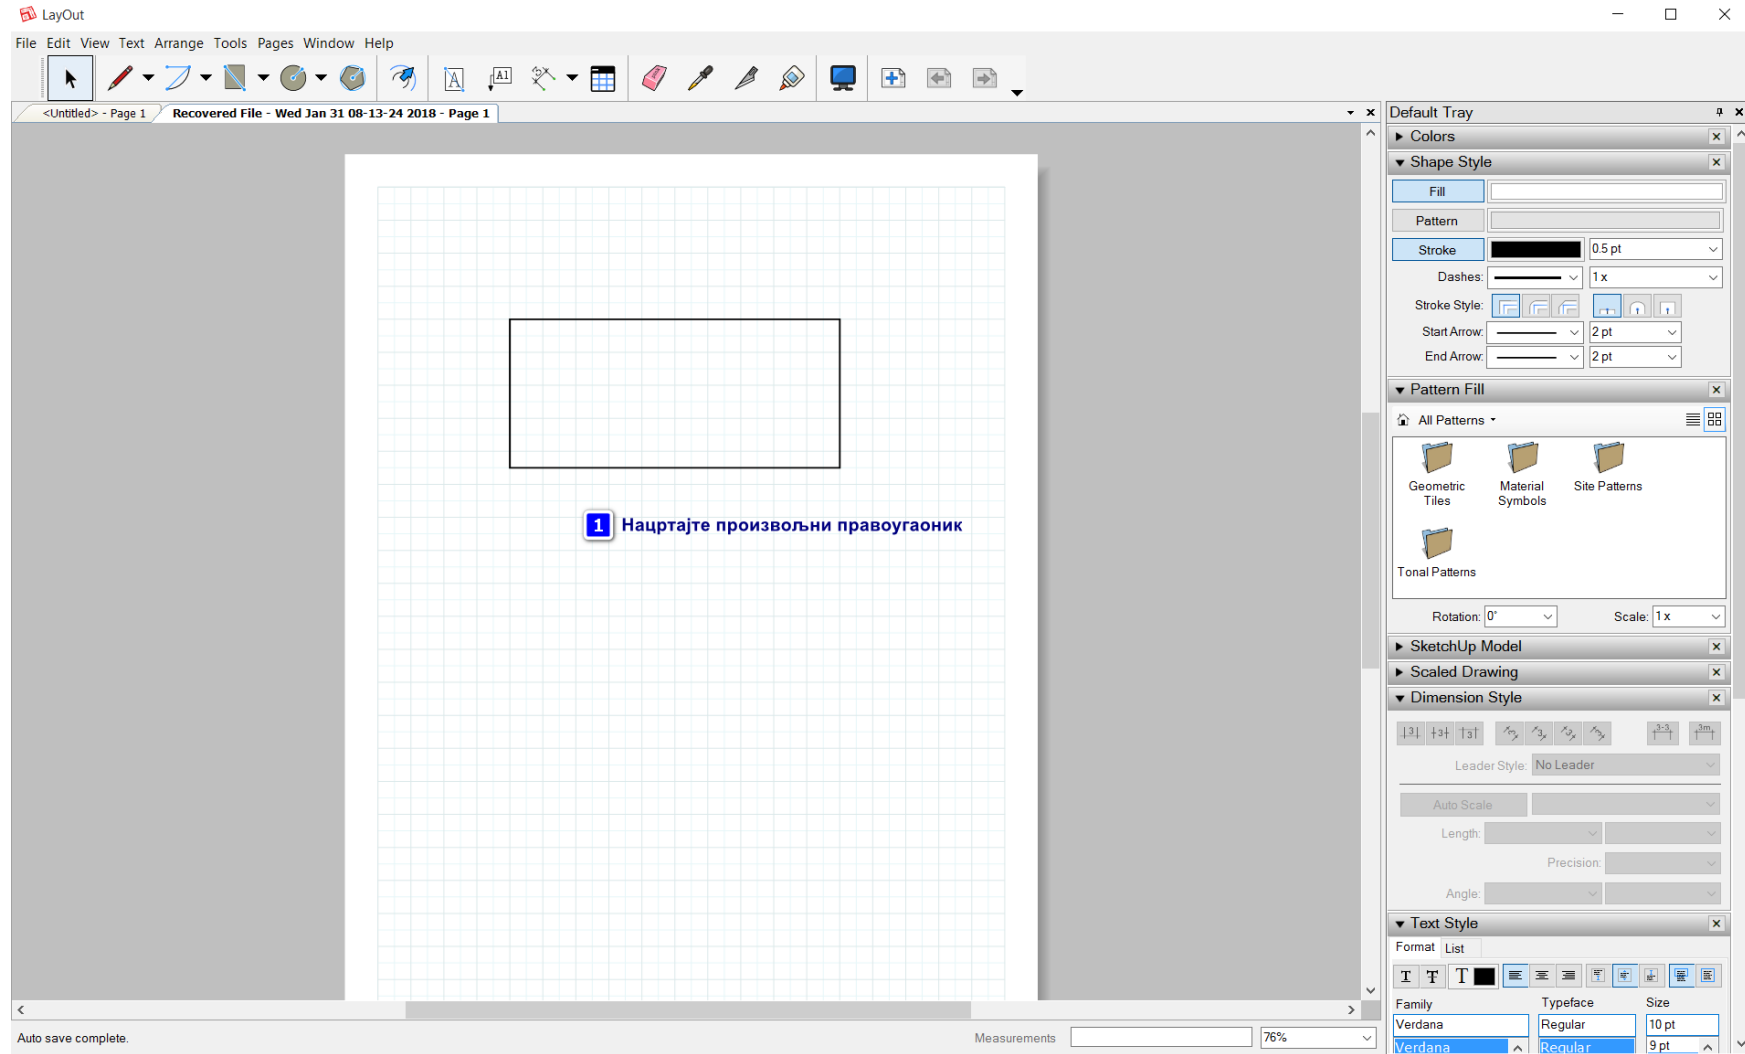 LayOut
File Edit View Text Arrange Tools Pages Window Help
<Untitled> - Page 1
Recovered File - Wed Jan 31 08-13-24 2018 - Page 1
1 Нацртајте произвољни правоугаоник
Auto save complete.
Measurements
76%
Default Tray
Colors
Shape Style
Fill
Pattern
Stroke 0.5 pt
Dashes: 1 x
Stroke Style:
Start Arrow: 2 pt
End Arrow: 2 pt
Pattern Fill
All Patterns
Geometric Tiles
Material Symbols
Site Patterns
Tonal Patterns
Rotation: 0° Scale: 1 x
SketchUp Model
Scaled Drawing
Dimension Style
Leader Style: No Leader
Auto Scale
Length:
Precision:
Angle:
Text Style
Format List
Family Typeface Size
Verdana Regular 10 pt
Verdana Regular 9 pt